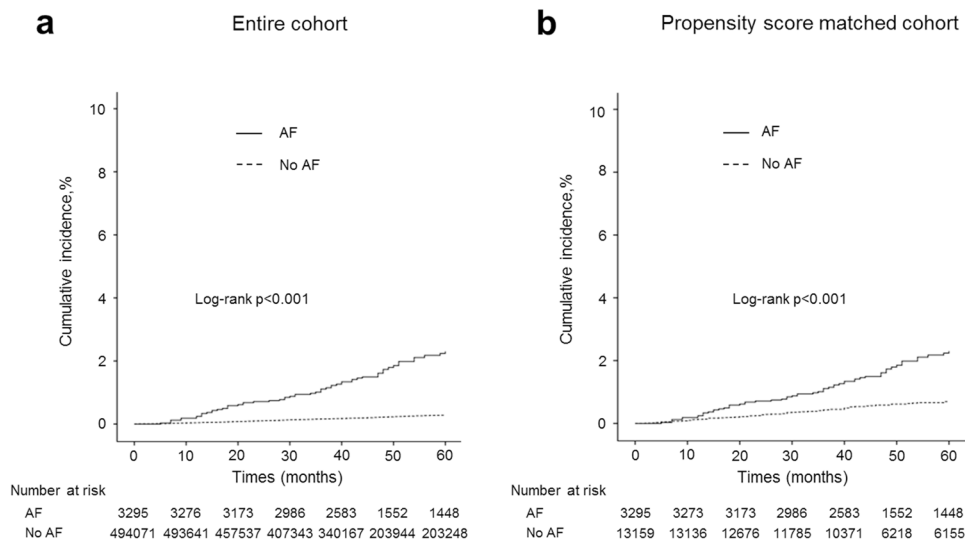 a
Entire cohort
10
8
6
4
2
0
Cumulative incidence,%
AF
No AF
Log-rank p<0.001
0 10 20 30 40 50 60
Times (months)
Number at risk
AF 3295 3276 3173 2986 2583 1552 1448
No AF 494071 493641 457537 407343 340167 203944 203248
b
Propensity score matched cohort
10
8
6
4
2
0
Cumulative incidence,%
AF
No AF
Log-rank p<0.001
0 10 20 30 40 50 60
Times (months)
Number at risk
AF 3295 3273 3173 2986 2583 1552 1448
No AF 13159 13136 12676 11785 10371 6218 6155